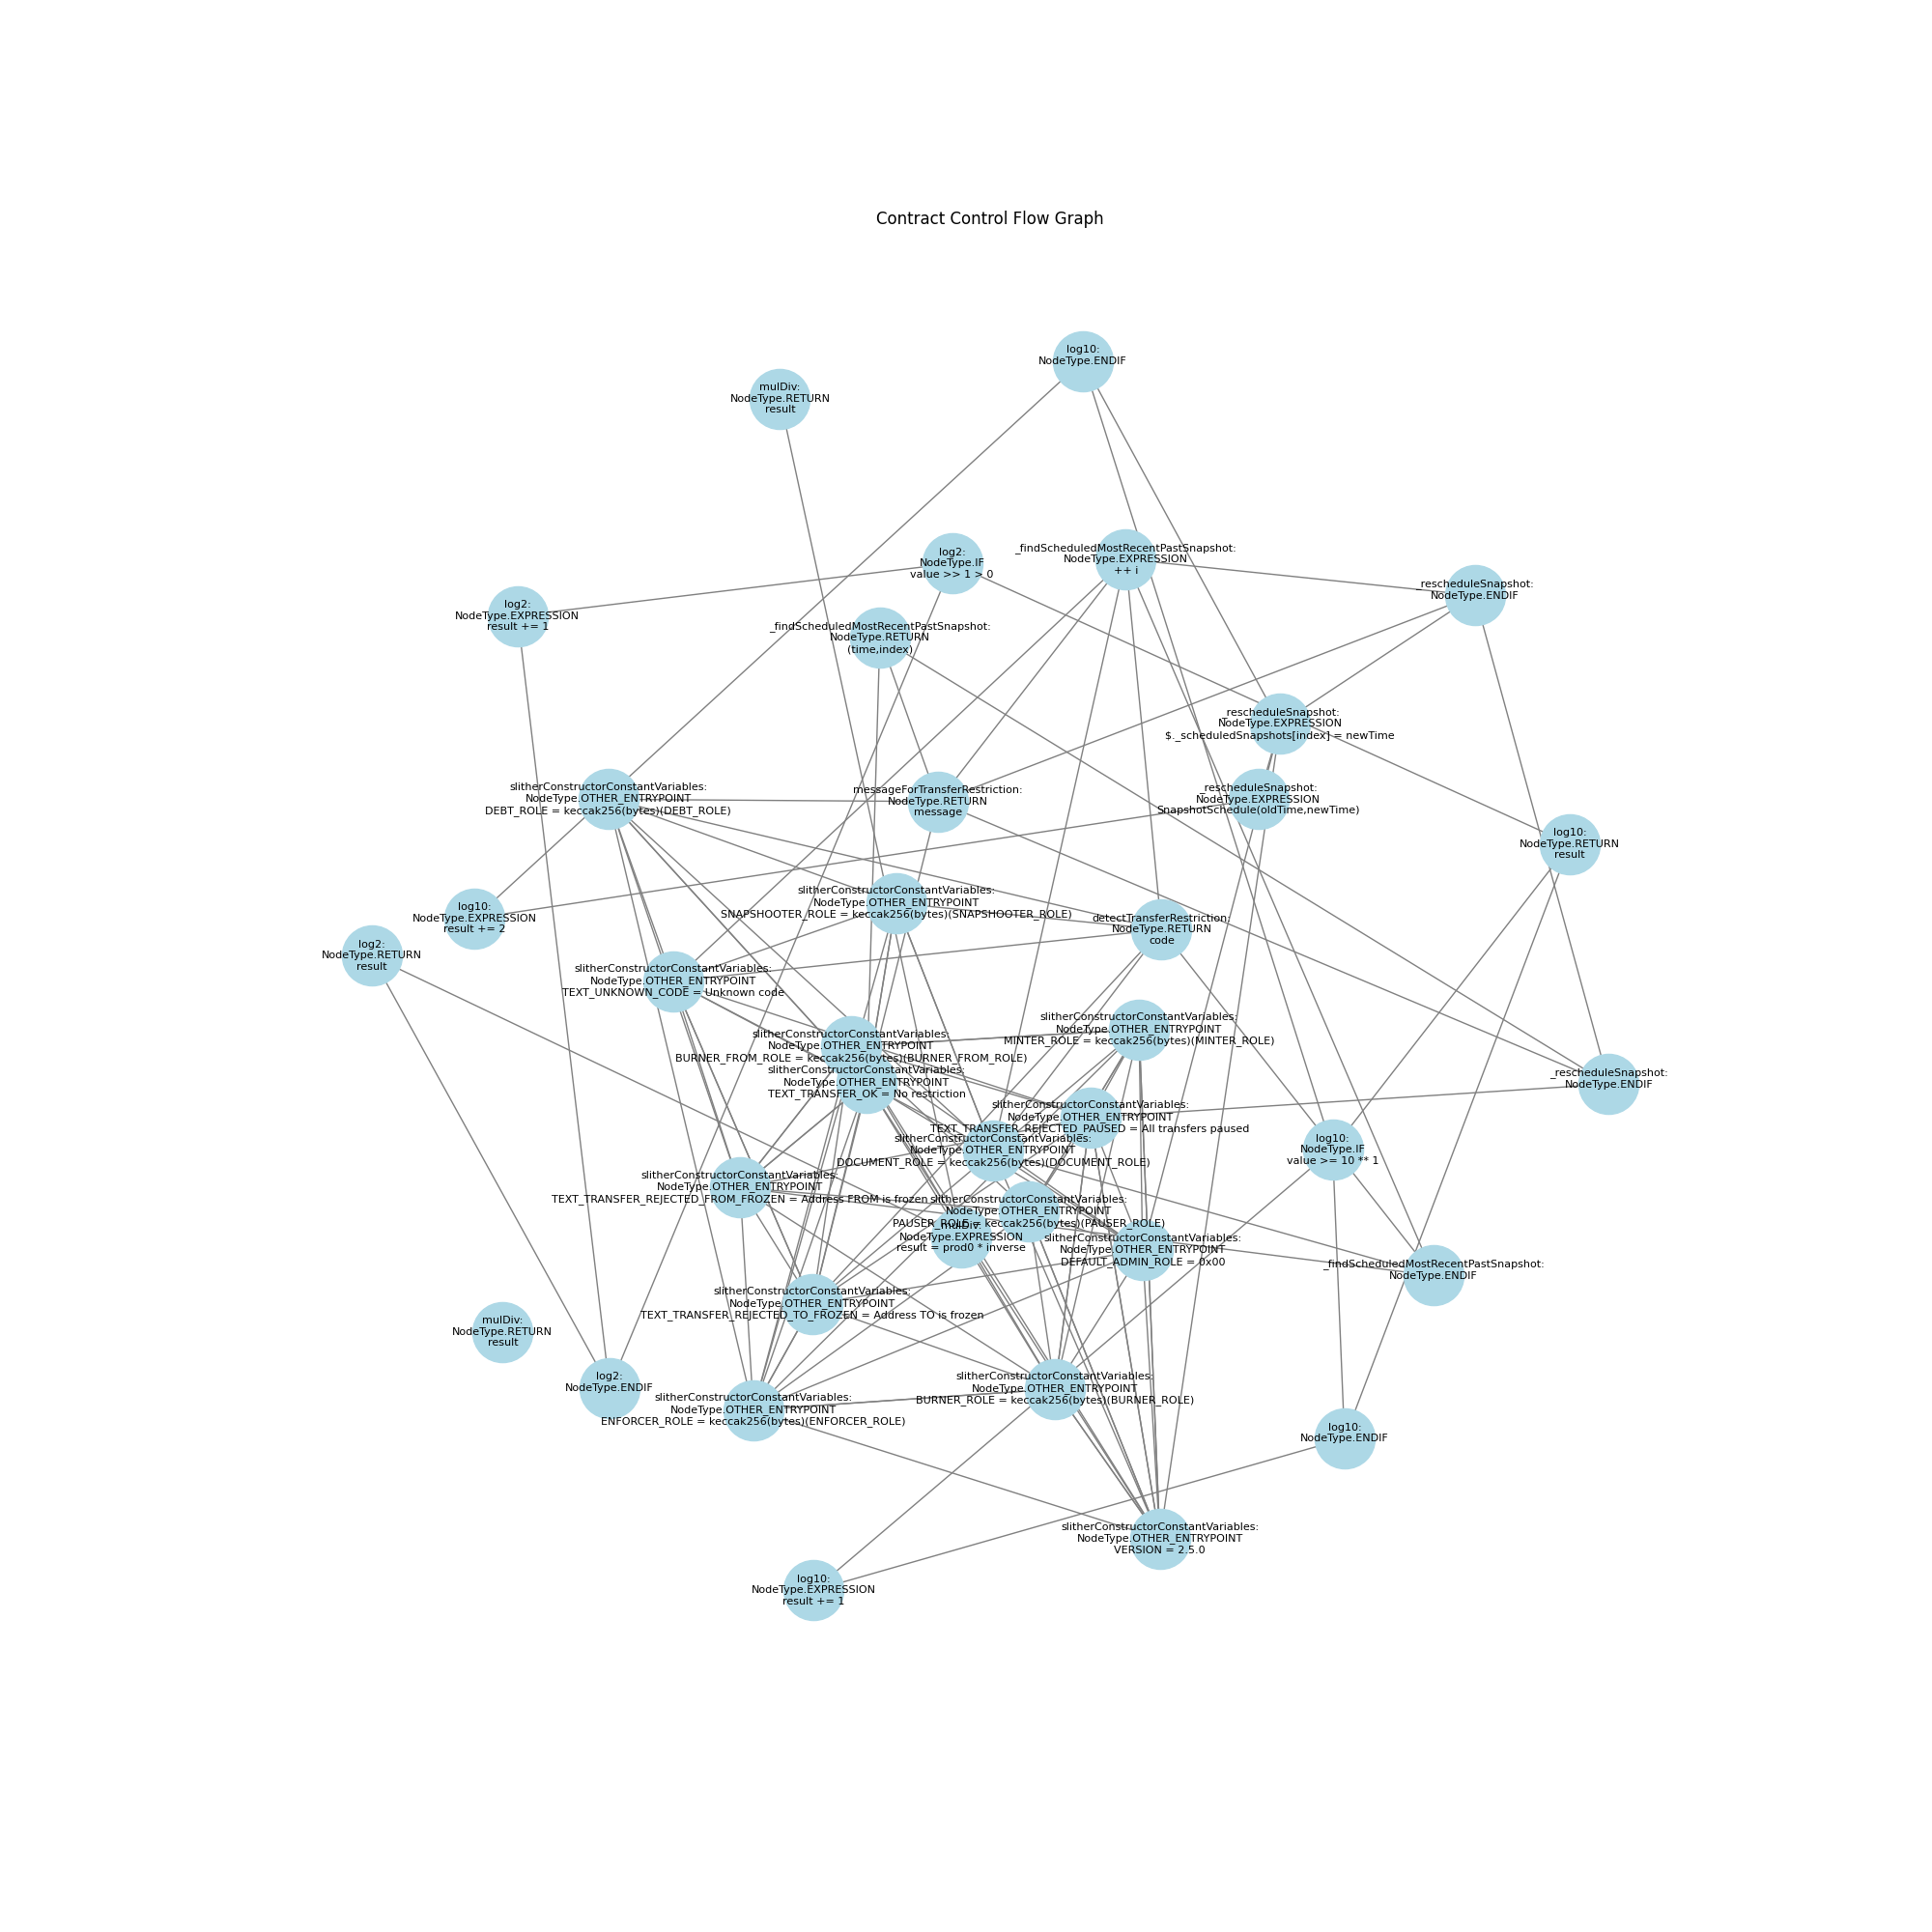 Contract Control Flow Graph
log10:
NodeType.ENDIF
mulDiv:
NodeType.RETURN
result
log2:
NodeType.IF
value >> 1 > 0
_findScheduledMostRecentPastSnapshot:
NodeType.EXPRESSION
++ i
_rescheduleSnapshot:
NodeType.ENDIF
log2:
NodeType.EXPRESSION
result += 1
_findScheduledMostRecentPastSnapshot:
NodeType.RETURN
(time,index)
_rescheduleSnapshot:
NodeType.EXPRESSION
$._scheduledSnapshots[index] = newTime
slitherConstructorConstantVariables:
NodeType.OTHER_ENTRYPOINT
DEBT_ROLE = keccak256(bytes)(DEBT_ROLE)
messageForTransferRestriction:
NodeType.RETURN
message
_rescheduleSnapshot:
NodeType.EXPRESSION
SnapshotSchedule(oldTime,newTime)
log10:
NodeType.RETURN
result
slitherConstructorConstantVariables:
NodeType.OTHER_ENTRYPOINT
SNAPSHOOTER_ROLE = keccak256(bytes)(SNAPSHOOTER_ROLE)
log10:
NodeType.EXPRESSION
result += 2
detectTransferRestriction:
NodeType.RETURN
code
log2:
NodeType.RETURN
result
slitherConstructorConstantVariables:
NodeType.OTHER_ENTRYPOINT
TEXT_UNKNOWN_CODE = Unknown code
slitherConstructorConstantVariables:
NodeType.OTHER_ENTRYPOINT
MINTER_ROLE = keccak256(bytes)(MINTER_ROLE)
slitherConstructorConstantVariables:
NodeType.OTHER_ENTRYPOINT
BURNER_FROM_ROLE = keccak256(bytes)(BURNER_FROM_ROLE)
slitherConstructorConstantVariables:
NodeType.OTHER_ENTRYPOINT
TEXT_TRANSFER_OK = No restriction
_rescheduleSnapshot:
NodeType.ENDIF
slitherConstructorConstantVariables:
NodeType.OTHER_ENTRYPOINT
TEXT_TRANSFER_REJECTED_PAUSED = All transfers paused
slitherConstructorConstantVariables:
NodeType.OTHER_ENTRYPOINT
DOCUMENT_ROLE = keccak256(bytes)(DOCUMENT_ROLE)
log10:
NodeType.IF
value >= 10 ** 1
slitherConstructorConstantVariables:
NodeType.OTHER_ENTRYPOINT
TEXT_TRANSFER_REJECTED_FROM_FROZEN = Address FROM is frozen
slitherConstructorConstantVariables:
NodeType.OTHER_ENTRYPOINT
PAUSER_ROLE = keccak256(bytes)(PAUSER_ROLE)
mulDiv:
NodeType.EXPRESSION
result = prod0 * inverse
slitherConstructorConstantVariables:
NodeType.OTHER_ENTRYPOINT
DEFAULT_ADMIN_ROLE = 0x00
_findScheduledMostRecentPastSnapshot:
NodeType.ENDIF
slitherConstructorConstantVariables:
NodeType.OTHER_ENTRYPOINT
TEXT_TRANSFER_REJECTED_TO_FROZEN = Address TO is frozen
mulDiv:
NodeType.RETURN
result
log2:
NodeType.ENDIF
slitherConstructorConstantVariables:
NodeType.OTHER_ENTRYPOINT
BURNER_ROLE = keccak256(bytes)(BURNER_ROLE)
slitherConstructorConstantVariables:
NodeType.OTHER_ENTRYPOINT
ENFORCER_ROLE = keccak256(bytes)(ENFORCER_ROLE)
log10:
NodeType.ENDIF
slitherConstructorConstantVariables:
NodeType.OTHER_ENTRYPOINT
VERSION = 2.5.0
log10:
NodeType.EXPRESSION
result += 1